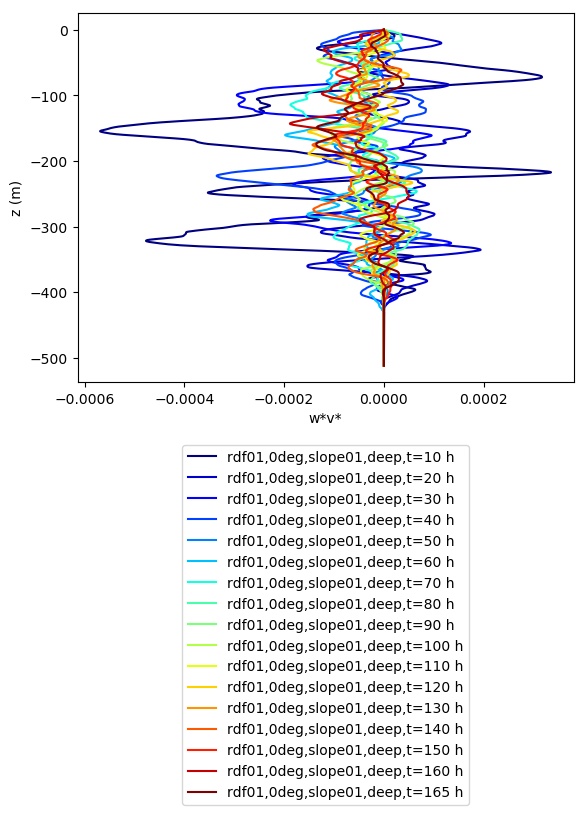 0
−100
−200
−300
−400
−500
z (m)
−0.0006 −0.0004 −0.0002 0.0000 0.0002
w*v*
rdf01,0deg,slope01,deep,t=10 h
rdf01,0deg,slope01,deep,t=20 h
rdf01,0deg,slope01,deep,t=30 h
rdf01,0deg,slope01,deep,t=40 h
rdf01,0deg,slope01,deep,t=50 h
rdf01,0deg,slope01,deep,t=60 h
rdf01,0deg,slope01,deep,t=70 h
rdf01,0deg,slope01,deep,t=80 h
rdf01,0deg,slope01,deep,t=90 h
rdf01,0deg,slope01,deep,t=100 h
rdf01,0deg,slope01,deep,t=110 h
rdf01,0deg,slope01,deep,t=120 h
rdf01,0deg,slope01,deep,t=130 h
rdf01,0deg,slope01,deep,t=140 h
rdf01,0deg,slope01,deep,t=150 h
rdf01,0deg,slope01,deep,t=160 h
rdf01,0deg,slope01,deep,t=165 h